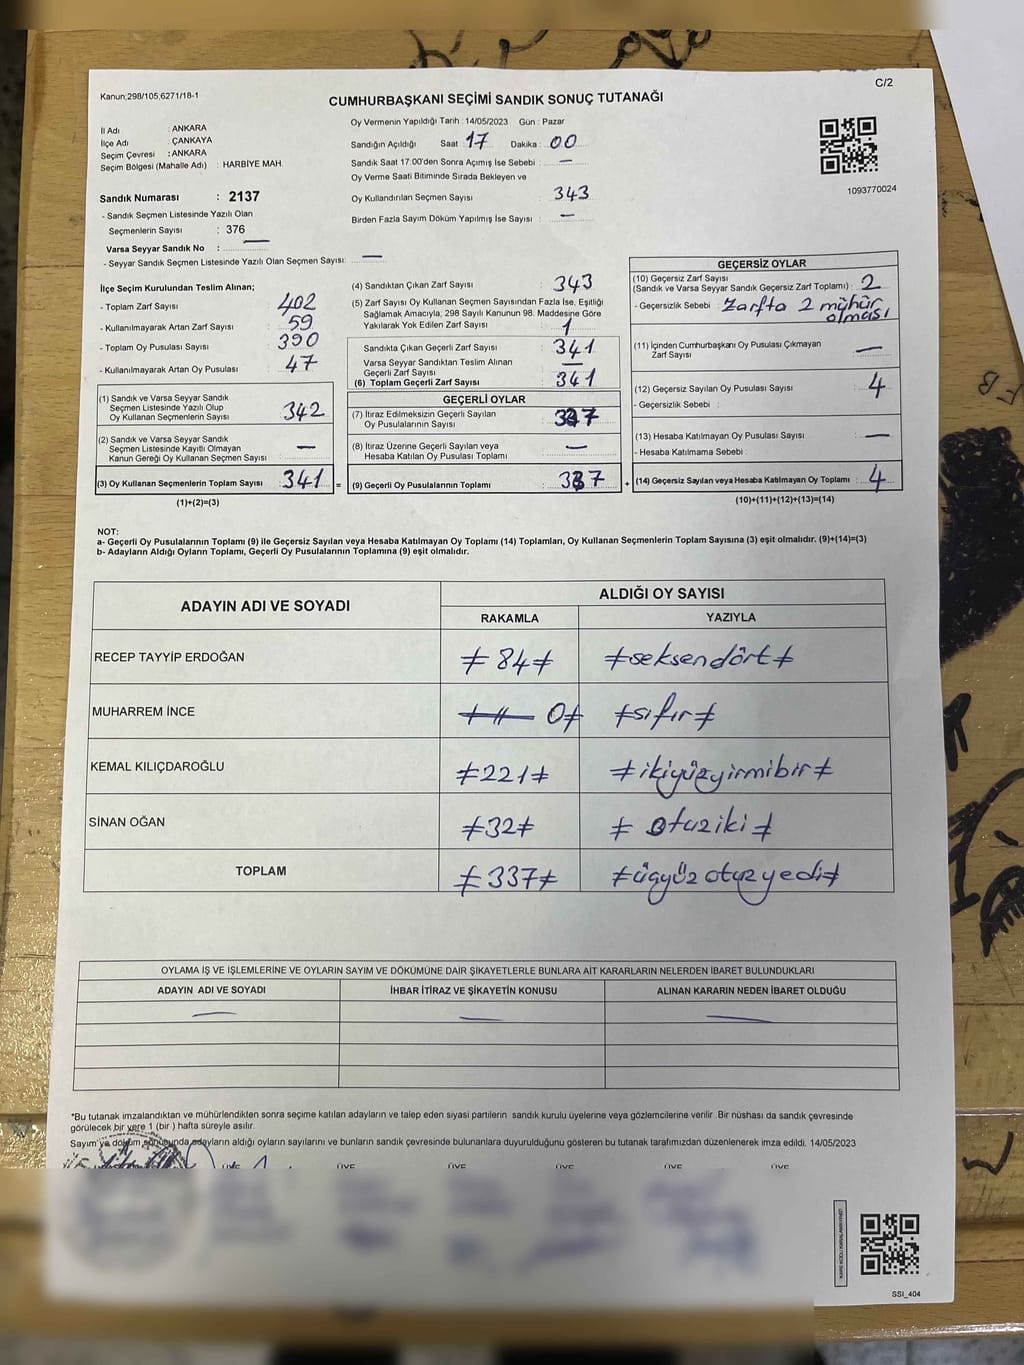 Kanun;298/105;6271/18-1
C/2
CUMHURBAŞKANI SEÇİMİ SANDIK SONUÇ TUTANAĞI
İl Adı : ANKARA
İlçe Adı : ÇANKAYA
Seçim Çevresi : ANKARA
Seçim Bölgesi (Mahalle Adı) : HARBİYE MAH.
Sandık Numarası : 2137
- Sandık Seçmen Listesinde Yazılı Olan
Seçmenlerin Sayısı : 376
Varsa Seyyar Sandık No : —
- Seyyar Sandık Seçmen Listesinde Yazılı Olan Seçmen Sayısı: —
Oy Vermenin Yapıldığı Tarih : 14/05/2023 Gün : Pazar
Sandığın Açıldığı Saat 17 Dakika : 00
Sandık Saat 17:00'den Sonra Açımış İse Sebebi : —
Oy Verme Saati Bitiminde Sırada Bekleyen ve
Oy Kullandırılan Seçmen Sayısı : 343
Birden Fazla Sayım Döküm Yapılmış İse Sayısı : —
1093770024
İlçe Seçim Kurulundan Teslim Alınan;
- Toplam Zarf Sayısı : 402
- Kullanılmayarak Artan Zarf Sayısı : 59
- Toplam Oy Pusulası Sayısı : 390
- Kullanılmayarak Artan Oy Pusulası : 47
(1) Sandık ve Varsa Seyyar Sandık
Seçmen Listesinde Yazılı Olup
Oy Kullanan Seçmenlerin Sayısı : 342
(2) Sandık ve Varsa Seyyar Sandık
Seçmen Listesinde Kayıtlı Olmayan
Kanun Gereği Oy Kullanan Seçmen Sayısı : —
(3) Oy Kullanan Seçmenlerin Toplam Sayısı : 341 =
(1)+(2)=(3)
(4) Sandıktan Çıkan Zarf Sayısı : 343
(5) Zarf Sayısı Oy Kullanan Seçmen Sayısından Fazla İse, Eşitliği
Sağlamak Amacıyla, 298 Sayılı Kanunun 98. Maddesine Göre
Yakılarak Yok Edilen Zarf Sayısı : 1
Sandıkta Çıkan Geçerli Zarf Sayısı : 341
Varsa Seyyar Sandıktan Teslim Alınan
Geçerli Zarf Sayısı : —
(6) Toplam Geçerli Zarf Sayısı : 341
GEÇERLİ OYLAR
(7) İtiraz Edilmeksizin Geçerli Sayılan
Oy Pusulalarının Sayısı : 337
(8) İtiraz Üzerine Geçerli Sayılan veya
Hesaba Katılan Oy Pusulası Toplamı : —
(9) Geçerli Oy Pusulalarının Toplamı : 337 +
GEÇERSİZ OYLAR
(10) Geçersiz Zarf Sayısı
(Sandık ve Varsa Seyyar Sandık Geçersiz Zarf Toplamı) : 2
- Geçersizlik Sebebi : Zarfta 2 mühür
olması
(11) İçinden Cumhurbaşkanı Oy Pusulası Çıkmayan
Zarf Sayısı : —
(12) Geçersiz Sayılan Oy Pusulası Sayısı : 4
- Geçersizlik Sebebi :
(13) Hesaba Katılmayan Oy Pusulası Sayısı : —
- Hesaba Katılmama Sebebi :
(14) Geçersiz Sayılan veya Hesaba Katılmayan Oy Toplamı : 4
(10)+(11)+(12)+(13)=(14)
NOT:
a- Geçerli Oy Pusulalarının Toplamı (9) ile Geçersiz Sayılan veya Hesaba Katılmayan Oy Toplamı (14) Toplamları, Oy Kullanan Seçmenlerin Toplam Sayısına (3) eşit olmalıdır. (9)+(14)=(3)
b- Adayların Aldığı Oyların Toplamı, Geçerli Oy Pusulalarının Toplamına (9) eşit olmalıdır.
ADAYIN ADI VE SOYADI
ALDIĞI OY SAYISI
RAKAMLA YAZIYLA
RECEP TAYYİP ERDOĞAN ≠84≠ ≠seksendört≠
MUHARREM İNCE 0≠ ≠sıfır≠
KEMAL KILIÇDAROĞLU ≠221≠ ≠ikiyüzyirmibir≠
SİNAN OĞAN ≠32≠ ≠otuziki≠
TOPLAM ≠337≠ ≠üçyüzotuzyedi≠
OYLAMA İŞ VE İŞLEMLERİNE VE OYLARIN SAYIM VE DÖKÜMÜNE DAİR ŞİKAYETLERLE BUNLARA AİT KARARLARIN NELERDEN İBARET BULUNDUKLARI
ADAYIN ADI VE SOYADI İHBAR İTİRAZ VE ŞİKAYETİN KONUSU ALINAN KARARIN NEDEN İBARET OLDUĞU
— — —
*Bu tutanak imzalandıktan ve mühürlendikten sonra seçime katılan adayların ve talep eden siyasi partilerin sandık kurulu üyelerine veya gözlemcilerine verilir. Bir nüshası da sandık çevresinde
görülecek bir yere 1 (bir ) hafta süreyle asılır.
Sayım ve döküm sonucunda adayların aldığı oyların sayılarını ve bunların sandık çevresinde bulunanlara duyurulduğunu gösteren bu tutanak tarafımızdan düzenlenerek imza edildi. 14/05/2023
ÜYE ÜYE ÜYE ÜYE ÜYE ÜYE
SSI_404